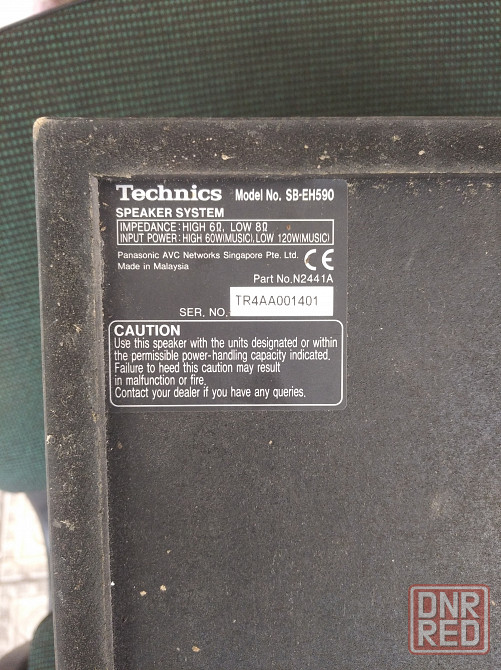 Technics Model No. SB-EH590
SPEAKER SYSTEM
IMPEDANCE: HIGH 6Ω, LOW 8Ω
INPUT POWER: HIGH 60W(MUSIC), LOW 120W(MUSIC)
Panasonic AVC Networks Singapore Pte. Ltd.
Made in Malaysia
CE
Part No.N2441A
SER. NO. TR4AA001401
CAUTION
Use this speaker with the units designated or within
the permissible power-handling capacity indicated.
Failure to heed this caution may result
in malfunction or fire.
Contact your dealer if you have any queries.
DNR
RED